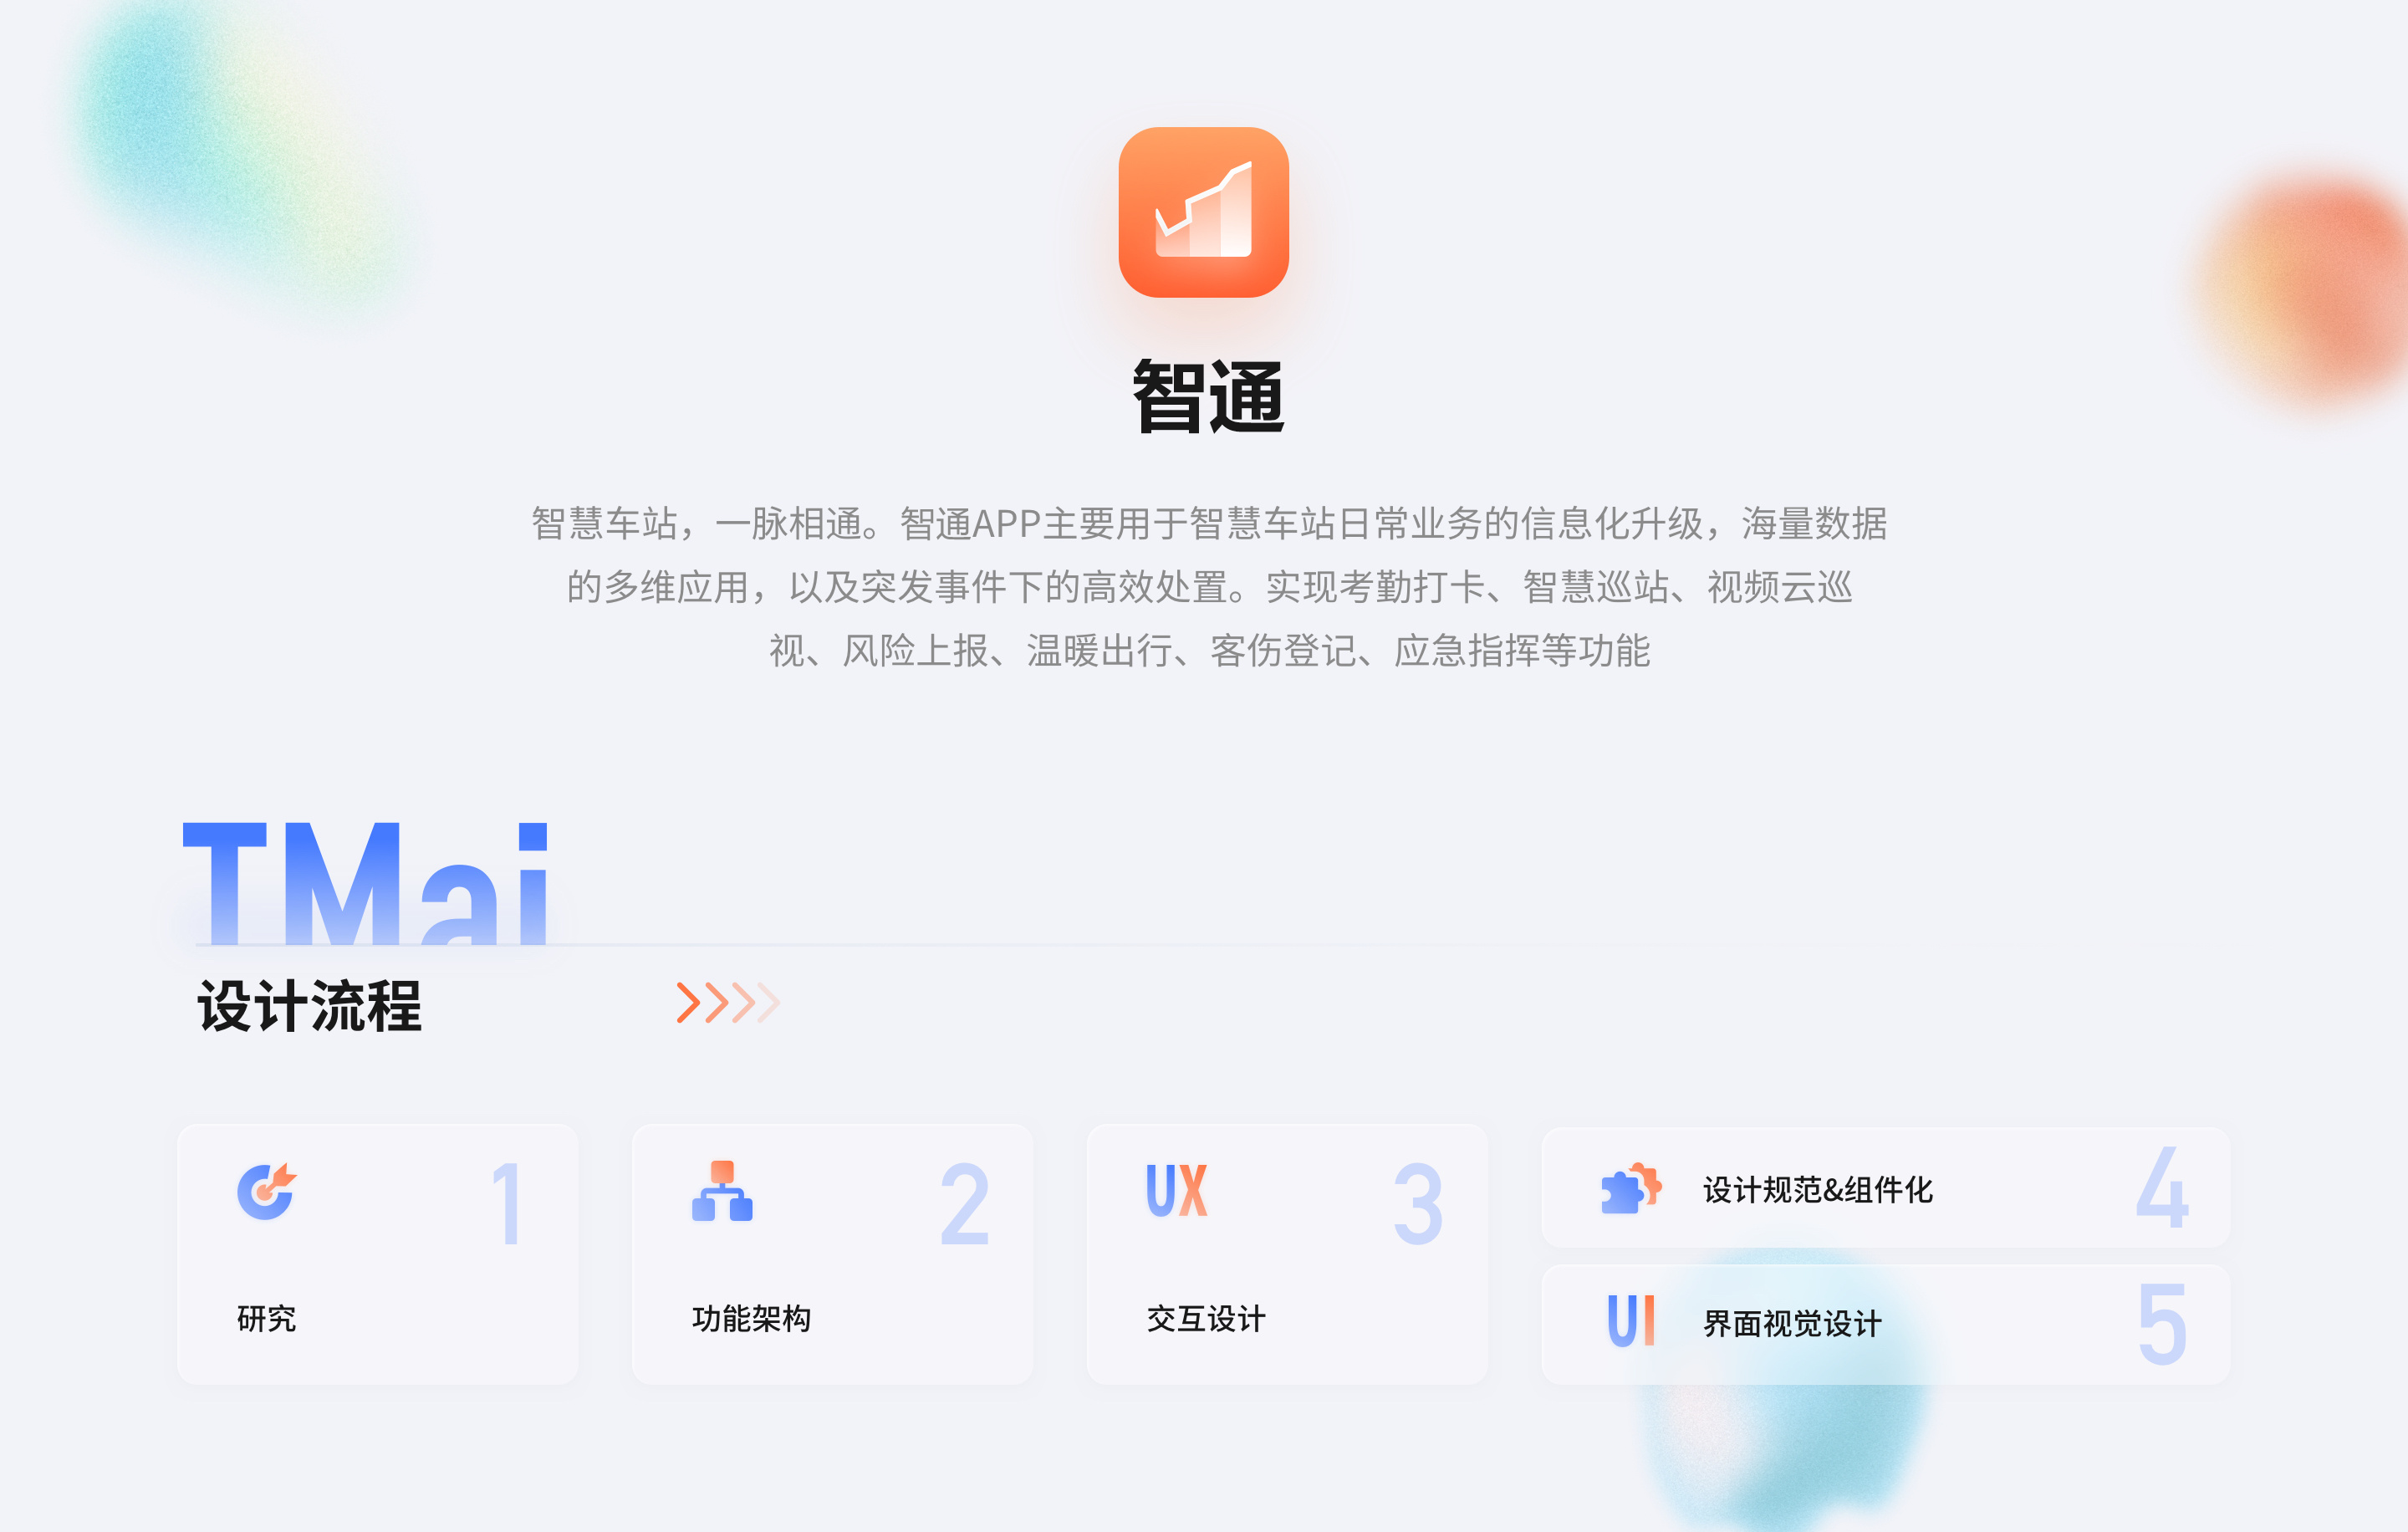 智通
智慧车站，一脉相通。智通APP主要用于智慧车站日常业务的信息化升级，海量数据
的多维应用，以及突发事件下的高效处置。实现考勤打卡、智慧巡站、视频云巡
视、风险上报、温暖出行、客伤登记、应急指挥等功能
TMai
设计流程
1
研究
2
功能架构
UX
3
交互设计
设计规范&组件化
4
UI
界面视觉设计
5